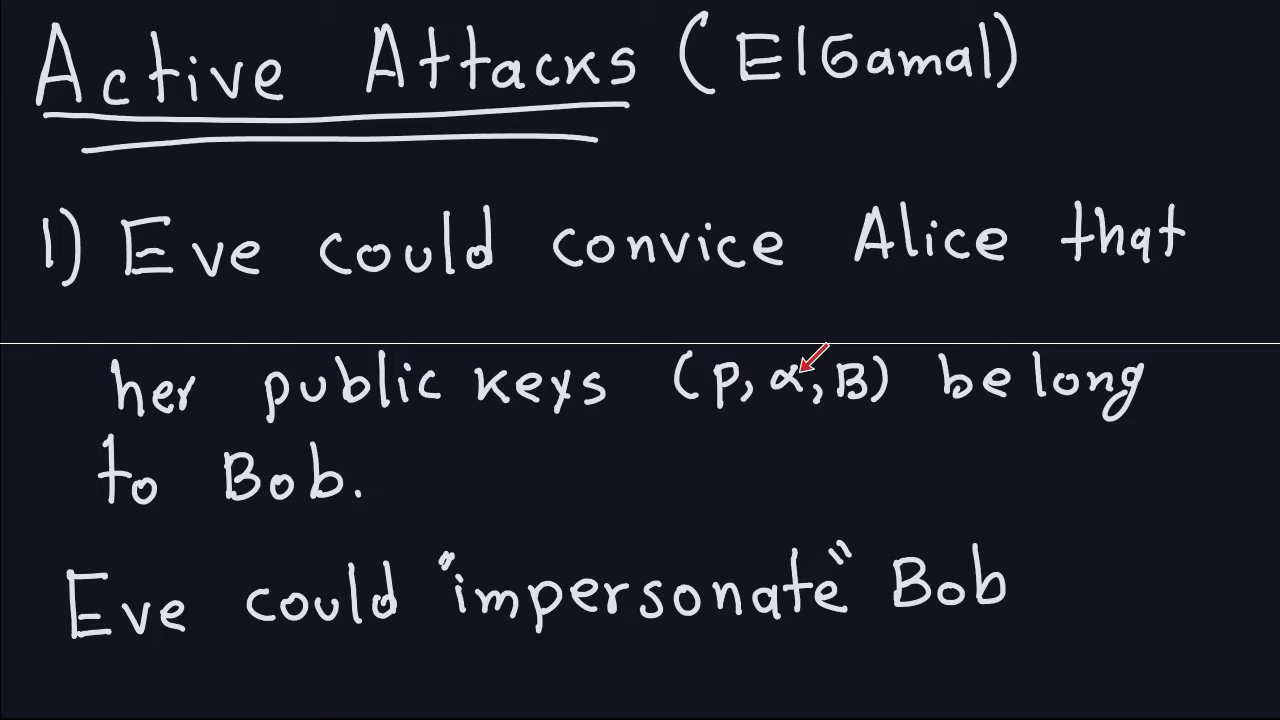 Active Attacks (ElGamal)
1) Eve could convice Alice that
her public keys (P, α, B) belong
to Bob.
Eve could "impersonate" Bob